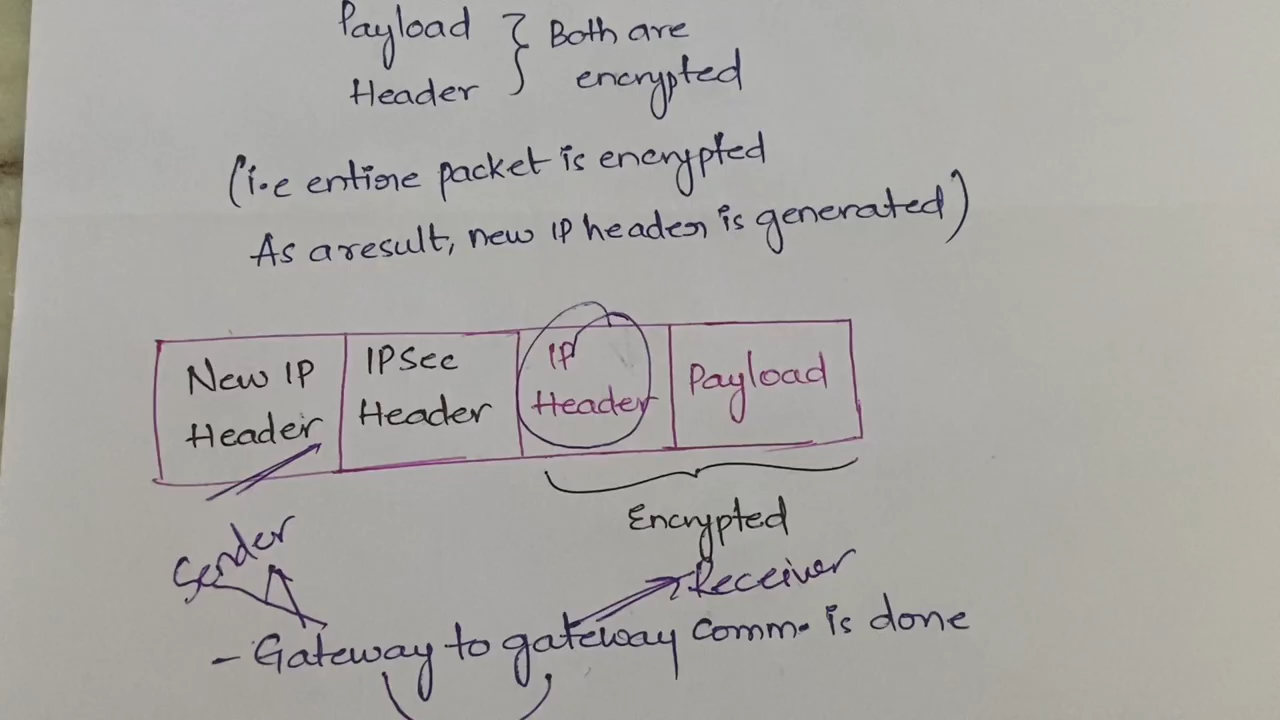 Payload } Both are
Header encrypted
(i.e entire packet is encrypted
As a result, new IP header is generated)
New IP Header
IPSec Header
IP Header
Payload
Encrypted
Sender
Receiver
- Gateway to gateway comm. is done